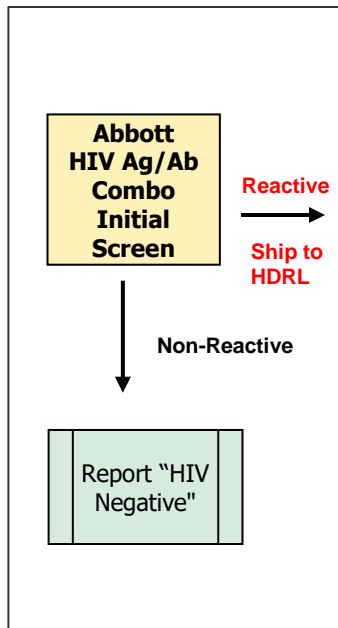 Abbott
HIV Ag/Ab
Combo
Initial
Screen
Reactive
Ship to
HDRL
Non-Reactive
Report “HIV
Negative"